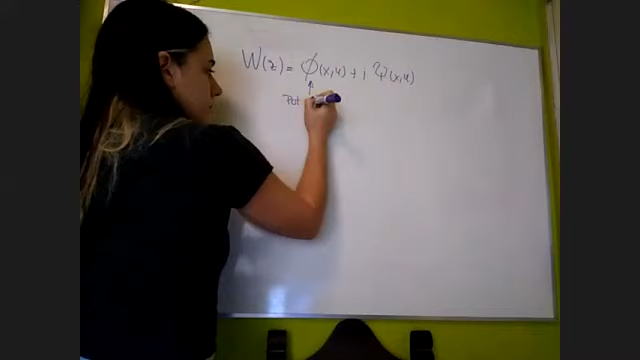 W(z) = ϕ(x,y) + i Ψ(x,y)
Pot